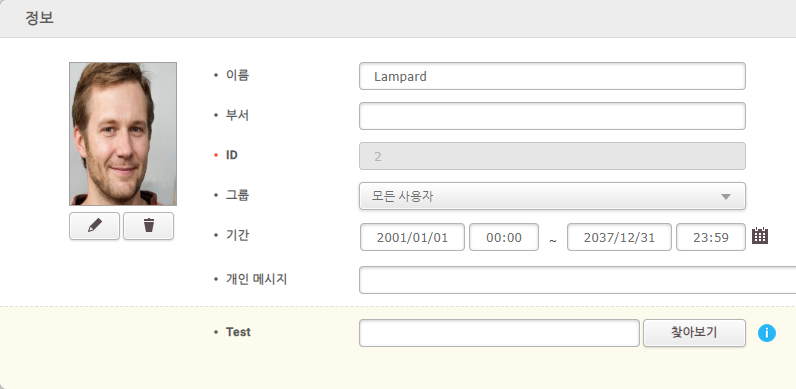 정보
이름 Lampard
부서
ID 2
그룹 모든 사용자
기간 2001/01/01 00:00 ~ 2037/12/31 23:59
개인 메시지
Test 찾아보기